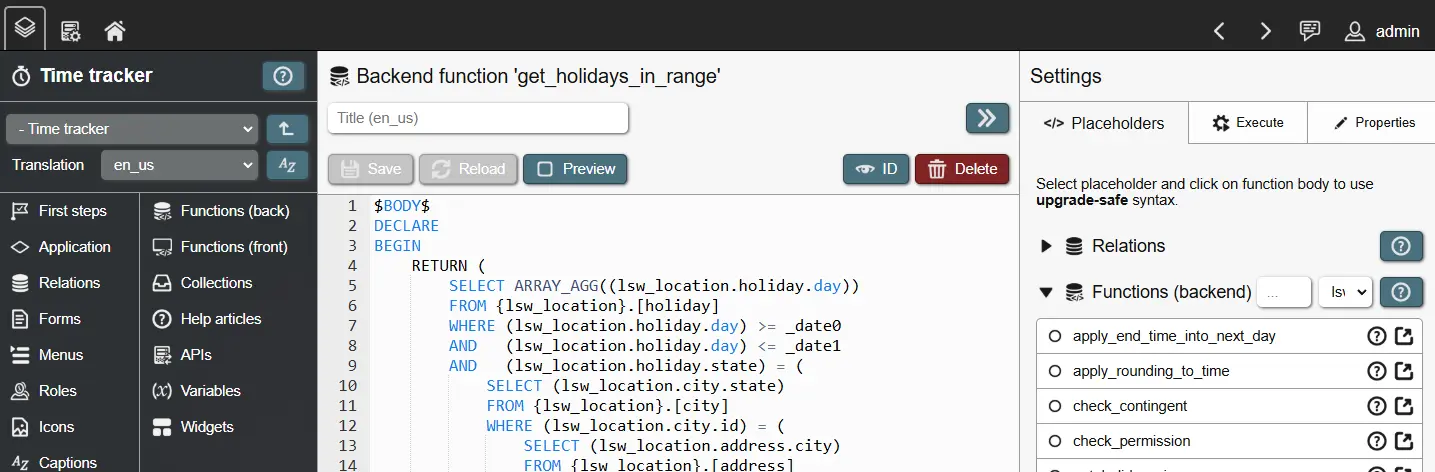 admin
Time tracker
- Time tracker
Translation en_us
First steps
Functions (back)
Application
Functions (front)
Relations
Collections
Forms
Help articles
Menus
APIs
Roles
Variables
Icons
Widgets
Captions
Backend function 'get_holidays_in_range'
Title (en_us)
Save Reload Preview ID Delete
1 $BODY$
2 DECLARE
3 BEGIN
4 RETURN (
5 SELECT ARRAY_AGG((lsw_location.holiday.day))
6 FROM {lsw_location}.[holiday]
7 WHERE (lsw_location.holiday.day) >= _date0
8 AND (lsw_location.holiday.day) <= _date1
9 AND (lsw_location.holiday.state) = (
10 SELECT (lsw_location.city.state)
11 FROM {lsw_location}.[city]
12 WHERE (lsw_location.city.id) = (
13 SELECT (lsw_location.address.city)
14 FROM {lsw_location}.[address]
Settings
</> Placeholders
Execute
Properties
Select placeholder and click on function body to use
upgrade-safe syntax.
Relations
Functions (backend) ...
apply_end_time_into_next_day
apply_rounding_to_time
check_contingent
check_permission